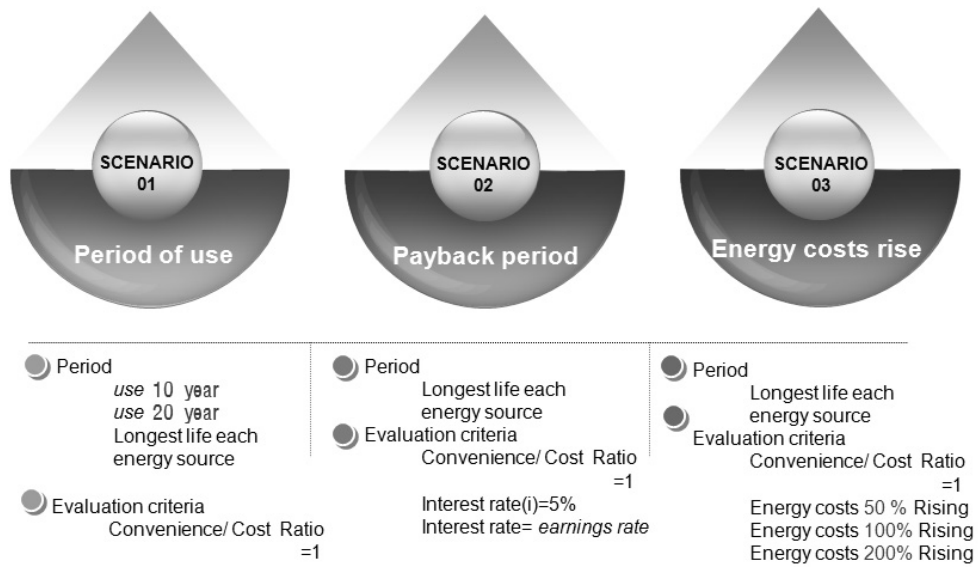 SCENARIO
01
Period of use
SCENARIO
02
Payback period
SCENARIO
03
Energy costs rise
Period
use 10 year
use 20 year
Longest life each
energy source
Evaluation criteria
Convenience/ Cost Ratio
=1
Period
Longest life each
energy source
Evaluation criteria
Convenience/ Cost Ratio
=1
Interest rate(i)=5%
Interest rate= earnings rate
Period
Longest life each
energy source
Evaluation criteria
Convenience/ Cost Ratio
=1
Energy costs 50 % Rising
Energy costs 100% Rising
Energy costs 200% Rising